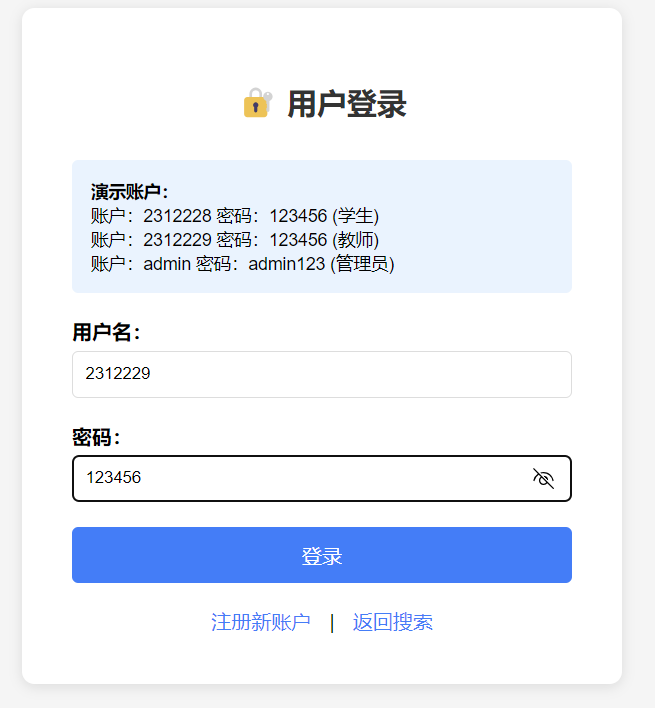 用户登录
演示账户：
账户：2312228 密码：123456 (学生)
账户：2312229 密码：123456 (教师)
账户：admin 密码：admin123 (管理员)
用户名：
2312229
密码：
123456
登录
注册新账户 | 返回搜索